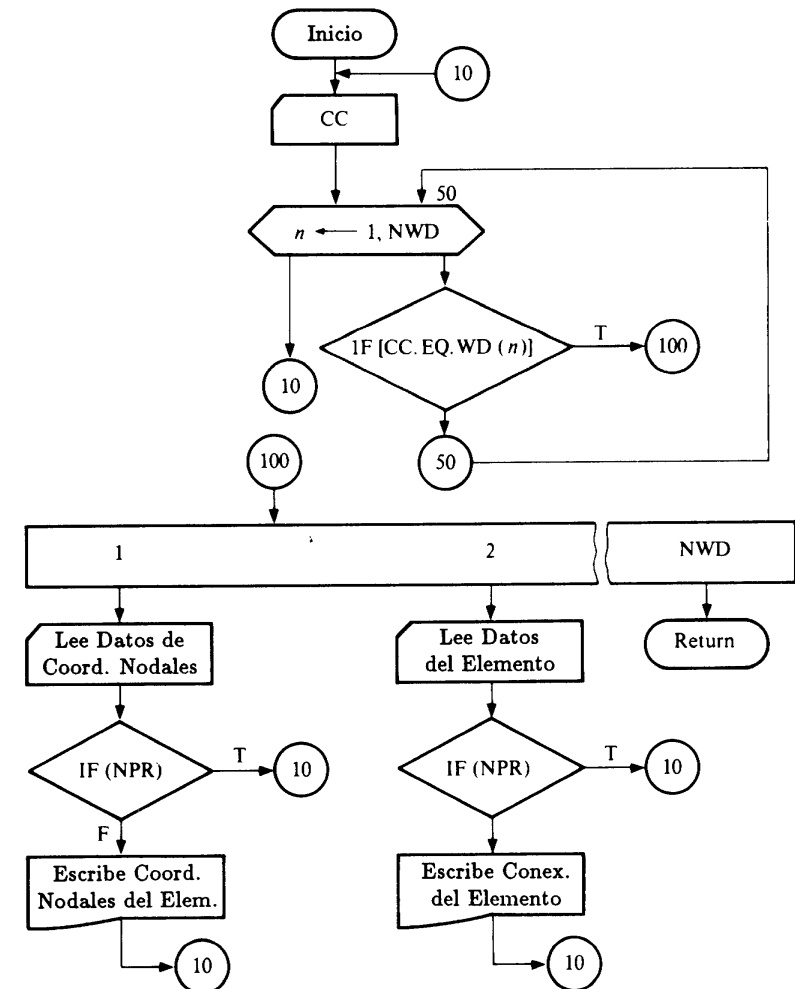 Inicio
10
CC
50
n ← 1, NWD
1F [CC.EQ.WD (n)]
T
100
10
100
50
1
2
NWD
Lee Datos de
Coord. Nodales
Lee Datos
del Elemento
Return
IF (NPR)
T
10
IF (NPR)
T
10
F
Escribe Coord.
Nodales del Elem.
Escribe Conex.
del Elemento
10
10